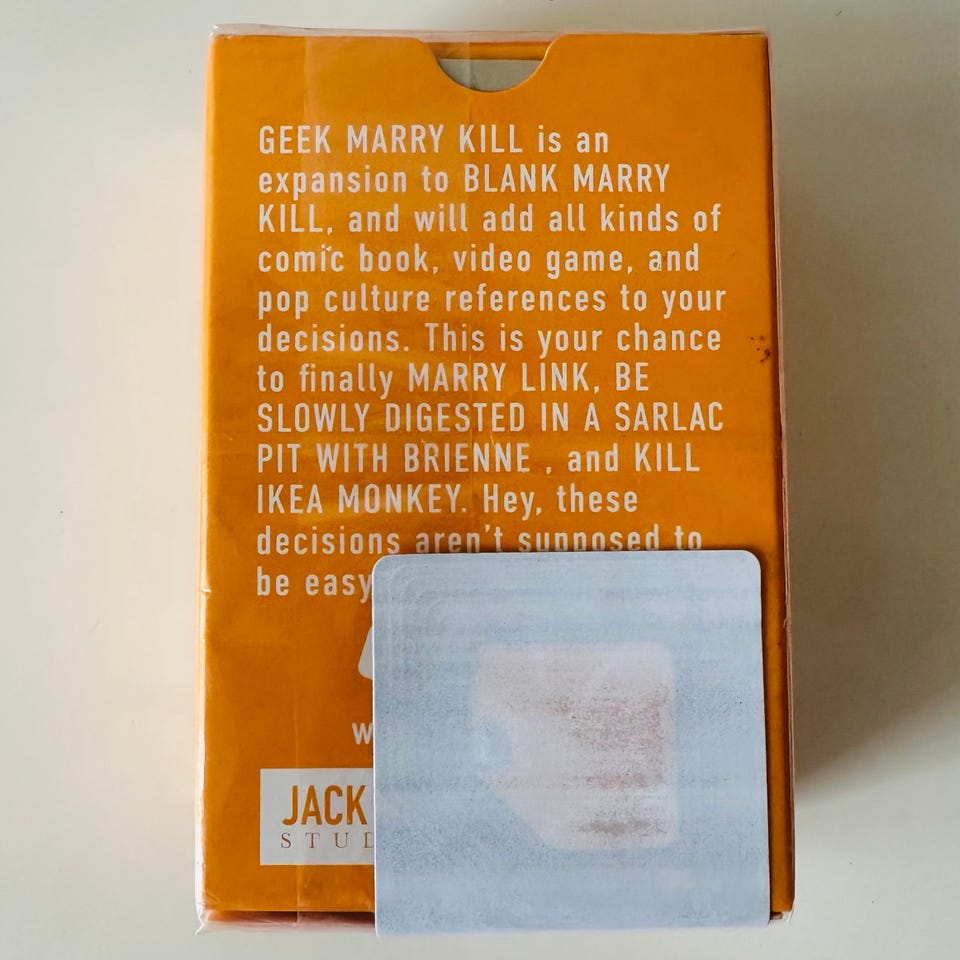 GEEK MARRY KILL is an
expansion to BLANK MARRY
KILL, and will add all kinds of
comic book, video game, and
pop culture references to your
decisions. This is your chance
to finally MARRY LINK, BE
SLOWLY DIGESTED IN A SARLAC
PIT WITH BRIENNE , and KILL
IKEA MONKEY. Hey, these
decisions aren't supposed to
be easy
JACK